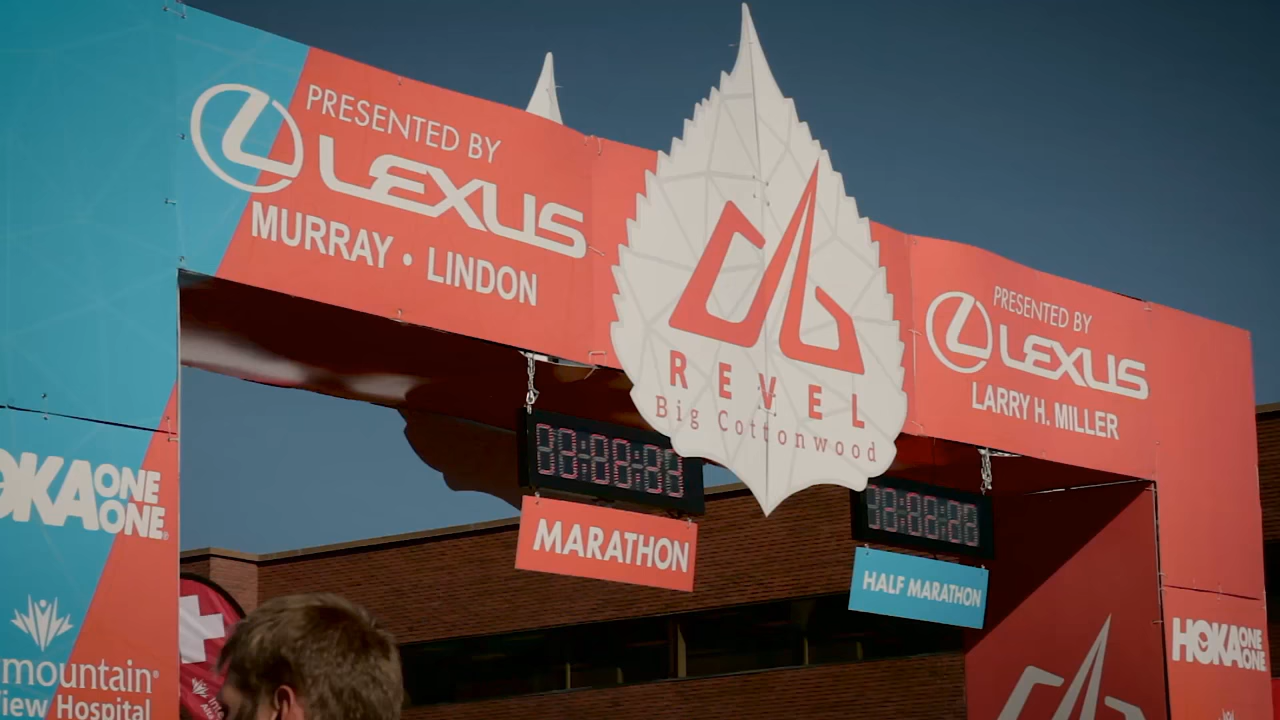 PRESENTED BY
LEXUS
MURRAY • LINDON
REVEL
Big Cottonwood
PRESENTED BY
LEXUS
LARRY H. MILLER
MARATHON
HALF MARATHON
HOKA ONE ONE
mountain
View Hospital
HOKA ONE ONE